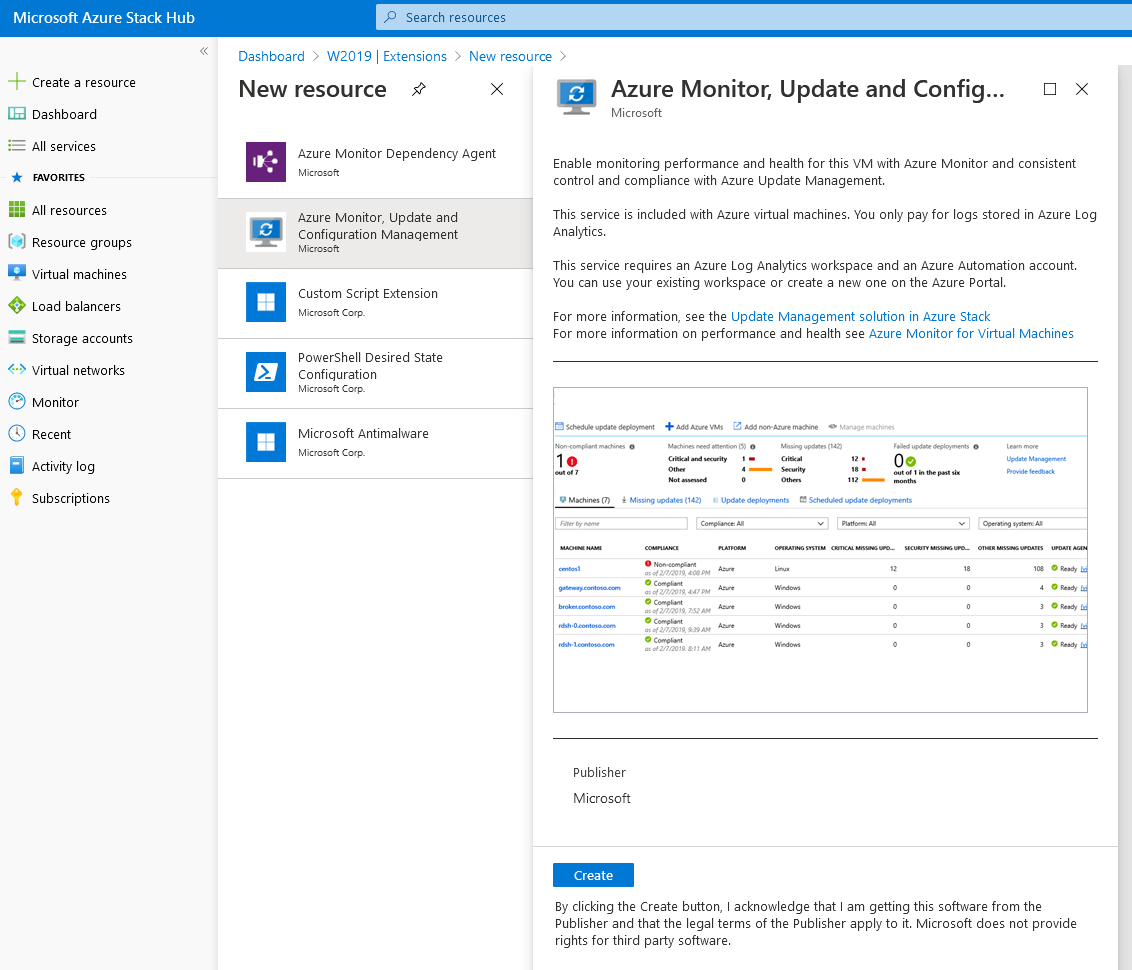 Microsoft Azure Stack Hub
Search resources
«
Create a resource
Dashboard
All services
FAVORITES
All resources
Resource groups
Virtual machines
Load balancers
Storage accounts
Virtual networks
Monitor
Recent
Activity log
Subscriptions
Dashboard > W2019 | Extensions > New resource >
New resource
Azure Monitor Dependency Agent
Microsoft
Azure Monitor, Update and
Configuration Management
Microsoft
Custom Script Extension
Microsoft Corp.
PowerShell Desired State
Configuration
Microsoft Corp.
Microsoft Antimalware
Microsoft Corp.
Azure Monitor, Update and Config...
Microsoft
Enable monitoring performance and health for this VM with Azure Monitor and consistent
control and compliance with Azure Update Management.
This service is included with Azure virtual machines. You only pay for logs stored in Azure Log
Analytics.
This service requires an Azure Log Analytics workspace and an Azure Automation account.
You can use your existing workspace or create a new one on the Azure Portal.
For more information, see the Update Management solution in Azure Stack
For more information on performance and health see Azure Monitor for Virtual Machines
Schedule update deployment Add Azure VMs Add non-Azure machine Manage machines
Non-compliant machines
1
out of 7
Machines need attention (5)
Critical and security 1
Other 4
Not assessed 0
Missing updates (142)
Critical 12
Security 18
Others 112
Failed update deployments
0
out of 1 in the past six
months
Learn more
Update Management
Provide feedback
Machines (7) Missing updates (142) Update deployments Scheduled update deployments
Filter by name Compliance: All Platform: All Operating system: All
MACHINE NAME COMPLIANCE PLATFORM OPERATING SYSTEM CRITICAL MISSING UPD... SECURITY MISSING UPD... OTHER MISSING UPDATES UPDATE AGEN
centos1 Non-compliant Azure Linux 12 18 108 Ready
as of 2/7/2019, 4:08 PM
gateway.contoso.com Compliant Azure Windows 0 0 4 Ready
as of 2/7/2019, 4:47 PM
broker.contoso.com Compliant Azure Windows 0 0 3 Ready
as of 2/7/2019, 7:52 AM
rdsh-0.contoso.com Compliant Azure Windows 0 0 3 Ready
as of 2/7/2019, 9:39 AM
rdsh-1.contoso.com Compliant Azure Windows 0 0 3 Ready
as of 2/7/2019, 8:11 AM
Publisher
Microsoft
Create
By clicking the Create button, I acknowledge that I am getting this software from the
Publisher and that the legal terms of the Publisher apply to it. Microsoft does not provide
rights for third party software.